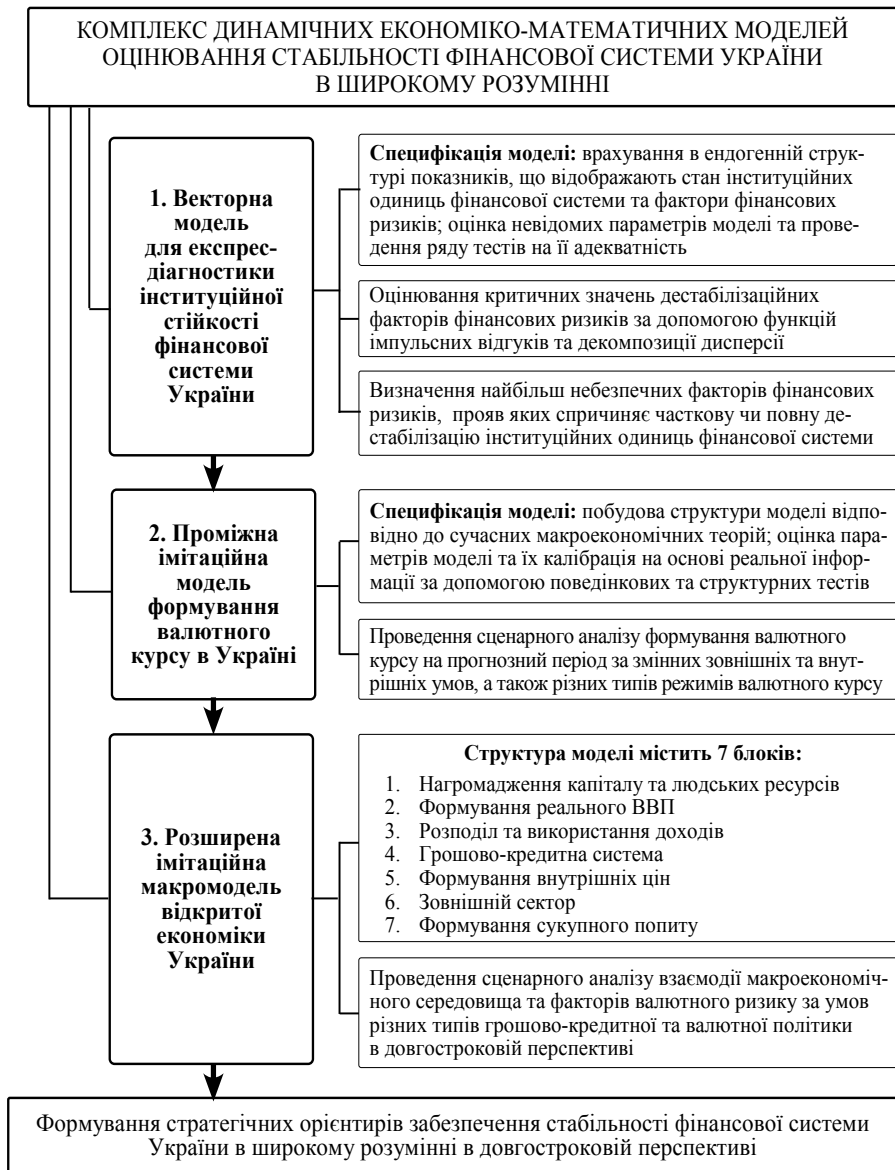 КОМПЛЕКС ДИНАМІЧНИХ ЕКОНОМІКО-МАТЕМАТИЧНИХ МОДЕЛЕЙ
ОЦІНЮВАННЯ СТАБІЛЬНОСТІ ФІНАНСОВОЇ СИСТЕМИ УКРАЇНИ
В ШИРОКОМУ РОЗУМІННІ
1. Векторна
модель
для експрес-
діагностики
інституційної
стійкості
фінансової
системи
України
Специфікація моделі: врахування в ендогенній струк-
турі показників, що відображають стан інституційних
одиниць фінансової системи та фактори фінансових
ризиків; оцінка невідомих параметрів моделі та прове-
дення ряду тестів на її адекватність
Оцінювання критичних значень дестабілізаційних
факторів фінансових ризиків за допомогою функцій
імпульсних відгуків та декомпозиції дисперсії
Визначення найбільш небезпечних факторів фінансових
ризиків, прояв яких спричиняє часткову чи повну де-
стабілізацію інституційних одиниць фінансової системи
2. Проміжна
імітаційна
модель
формування
валютного
курсу в Україні
Специфікація моделі: побудова структури моделі відпо-
відно до сучасних макроекономічних теорій; оцінка пара-
метрів моделі та їх калібрація на основі реальної інфор-
мації за допомогою поведінкових та структурних тестів
Проведення сценарного аналізу формування валютного
курсу на прогнозний період за змінних зовнішніх та внут-
рішніх умов, а також різних типів режимів валютного курсу
3. Розширена
імітаційна
макромодель
відкритої
економіки
України
Структура моделі містить 7 блоків:
1. Нагромадження капіталу та людських ресурсів
2. Формування реального ВВП
3. Розподіл та використання доходів
4. Грошово-кредитна система
5. Формування внутрішніх цін
6. Зовнішній сектор
7. Формування сукупного попиту
Проведення сценарного аналізу взаємодії макроекономіч-
ного середовища та факторів валютного ризику за умов
різних типів грошово-кредитної та валютної політики
в довгостроковій перспективі
Формування стратегічних орієнтирів забезпечення стабільності фінансової системи
України в широкому розумінні в довгостроковій перспективі